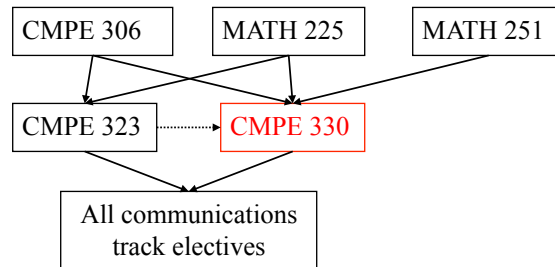 CMPE 306
MATH 225
MATH 251
CMPE 323
CMPE 330
All communications
track electives